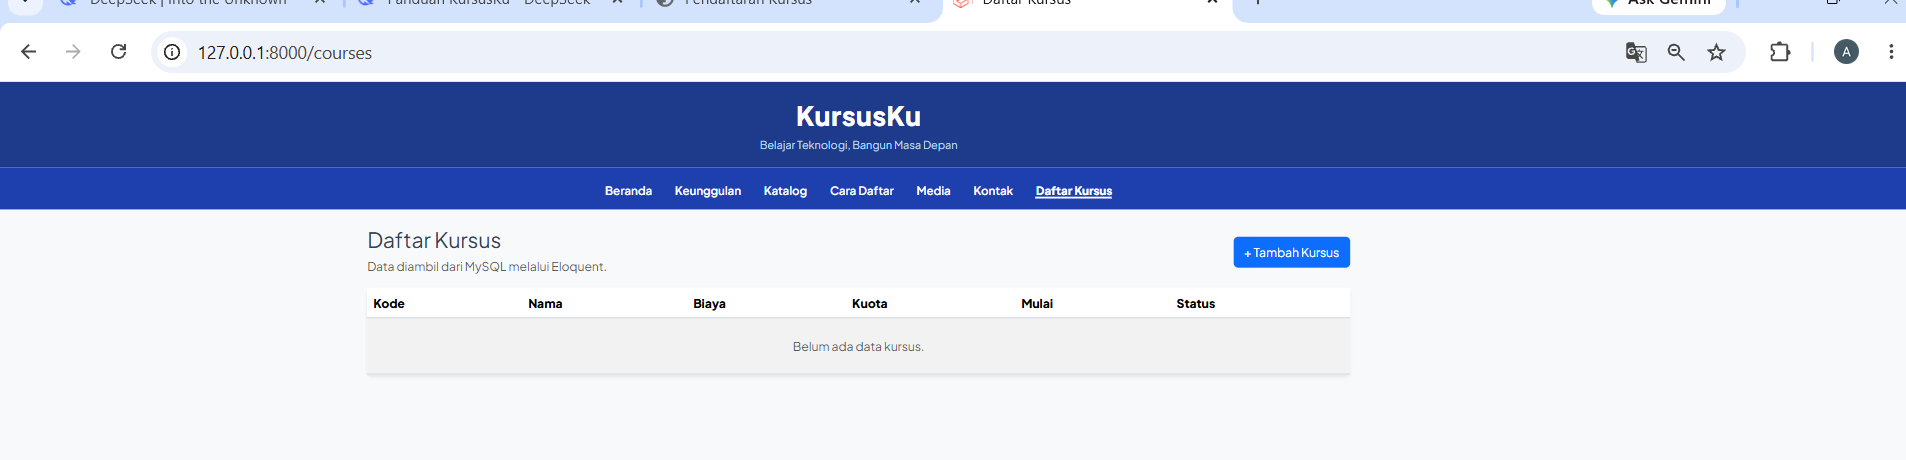 DeepSeek | Into the Unknown
Panduan KursusKu - DeepSeek
Pendaftaran Kursus
Daftar Kursus
Ask Gemini
127.0.0.1:8000/courses
A
KursusKu
Belajar Teknologi, Bangun Masa Depan
Beranda Keunggulan Katalog Cara Daftar Media Kontak Daftar Kursus
Daftar Kursus
+ Tambah Kursus
Data diambil dari MySQL melalui Eloquent.
Kode Nama Biaya Kuota Mulai Status
Belum ada data kursus.